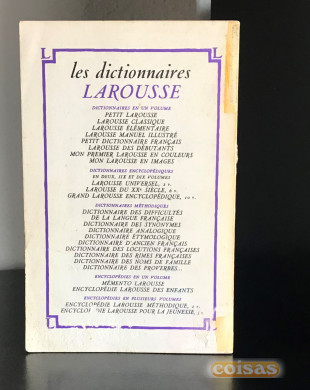 L L
les dictionnaires
LAROUSSE
DICTIONNAIRES EN UN VOLUME
PETIT LAROUSSE
LAROUSSE CLASSIQUE
LAROUSSE ÉLÉMENTAIRE
LAROUSSE MANUEL ILLUSTRÉ
PETIT DICTIONNAIRE FRANÇAIS
LAROUSSE DES DÉBUTANTS
MON PREMIER LAROUSSE EN COULEURS
MON LAROUSSE EN IMAGES
DICTIONNAIRES ENCYCLOPÉDIQUES
EN DEUX, SIX ET DIX VOLUMES
LAROUSSE UNIVERSEL, 2 v.
LAROUSSE DU XXe SIÈCLE, 6 v.
GRAND LAROUSSE ENCYCLOPÉDIQUE, 10 v.
DICTIONNAIRES MÉTHODIQUES
DICTIONNAIRE DES DIFFICULTÉS
DE LA LANGUE FRANÇAISE
DICTIONNAIRE DES SYNONYMES
DICTIONNAIRE ANALOGIQUE
DICTIONNAIRE ÉTYMOLOGIQUE
DICTIONNAIRE D'ANCIEN FRANÇAIS
DICTIONNAIRE DES LOCUTIONS FRANÇAISES
DICTIONNAIRE DES RIMES FRANÇAISES
DICTIONNAIRE DES NOMS DE FAMILLE
DICTIONNAIRE DES PROVERBES...
ENCYCLOPÉDIES EN UN VOLUME
MÉMENTO LAROUSSE
ENCYCLOPÉDIE LAROUSSE DES ENFANTS
ENCYCLOPÉDIES EN PLUSIEURS VOLUMES
ENCYCLOPÉDIE LAROUSSE MÉTHODIQUE, 2 v.
LAROUSSE POUR LA JEUNESSE,
L
coisas